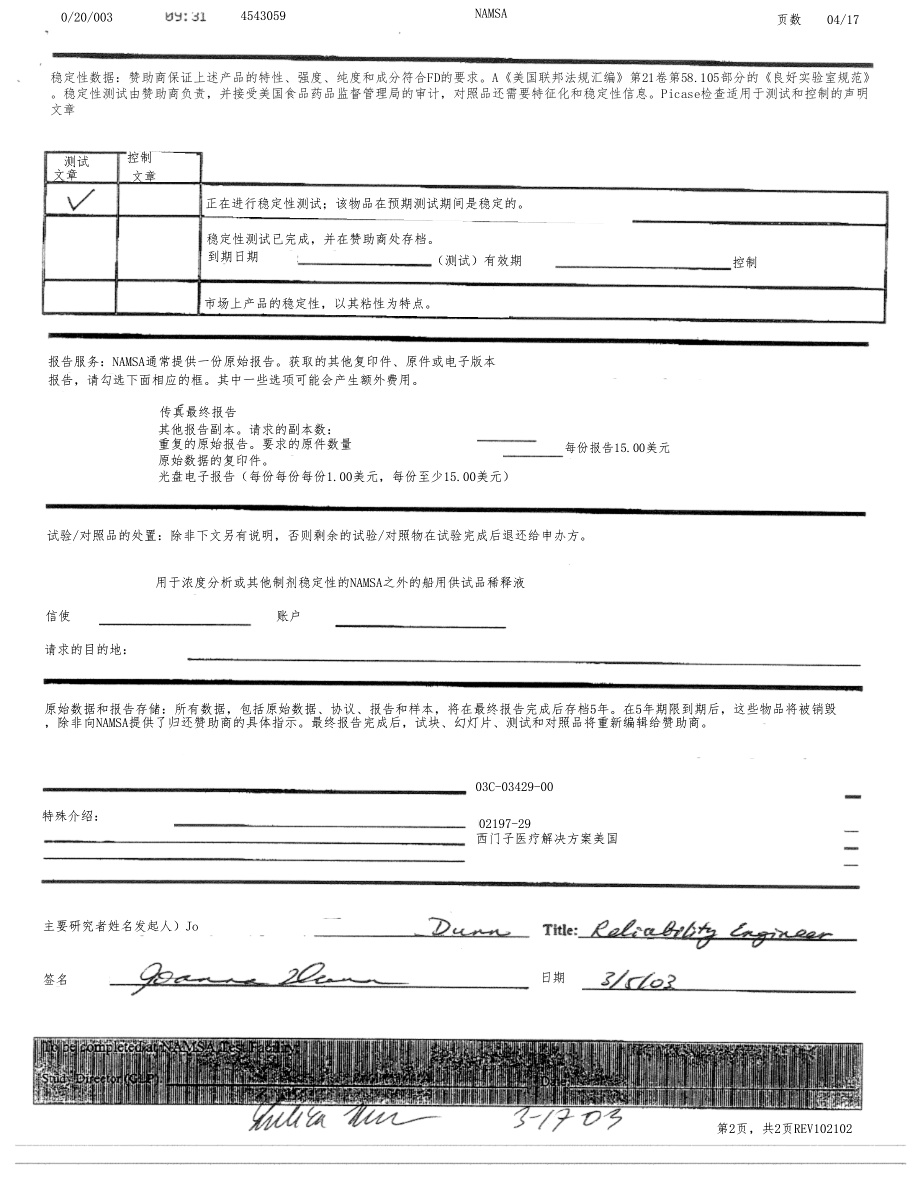 0/20/003 09:31 4543059 NAMSA 页数 04/17
稳定性数据：赞助商保证上述产品的特性、强度、纯度和成分符合FD的要求。A《美国联邦法规汇编》第21卷第58.105部分的《良好实验室规范》
。稳定性测试由赞助商负责，并接受美国食品药品监督管理局的审计，对照品还需要特征化和稳定性信息。Picase检查适用于测试和控制的声明
文章
测试 控制
文章 文章
正在进行稳定性测试；该物品在预期测试期间是稳定的。
稳定性测试已完成，并在赞助商处存档。
到期日期 （测试）有效期 控制
市场上产品的稳定性，以其粘性为特点。
报告服务：NAMSA通常提供一份原始报告。获取的其他复印件、原件或电子版本
报告，请勾选下面相应的框。其中一些选项可能会产生额外费用。
传真最终报告
其他报告副本。请求的副本数：
重复的原始报告。要求的原件数量 每份报告15.00美元
原始数据的复印件。
光盘电子报告（每份每份每份1.00美元，每份至少15.00美元）
试验/对照品的处置：除非下文另有说明，否则剩余的试验/对照物在试验完成后退还给申办方。
用于浓度分析或其他制剂稳定性的NAMSA之外的船用供试品稀释液
信使 账户
请求的目的地：
原始数据和报告存储：所有数据，包括原始数据、协议、报告和样本，将在最终报告完成后存档5年。在5年期限到期后，这些物品将被销毁
，除非向NAMSA提供了归还赞助商的具体指示。最终报告完成后，试块、幻灯片、测试和对照品将重新编辑给赞助商。
03C-03429-00
特殊介绍：
02197-29
西门子医疗解决方案美国
主要研究者姓名发起人）Jo Dunn Title: Reliability Engineer
签名 Joanna Dunn 日期 3/5/03
To be completed at NAMSA Test Facility:
Study Director (GLP): Date:
3-17-03
第2页，共2页REV102102